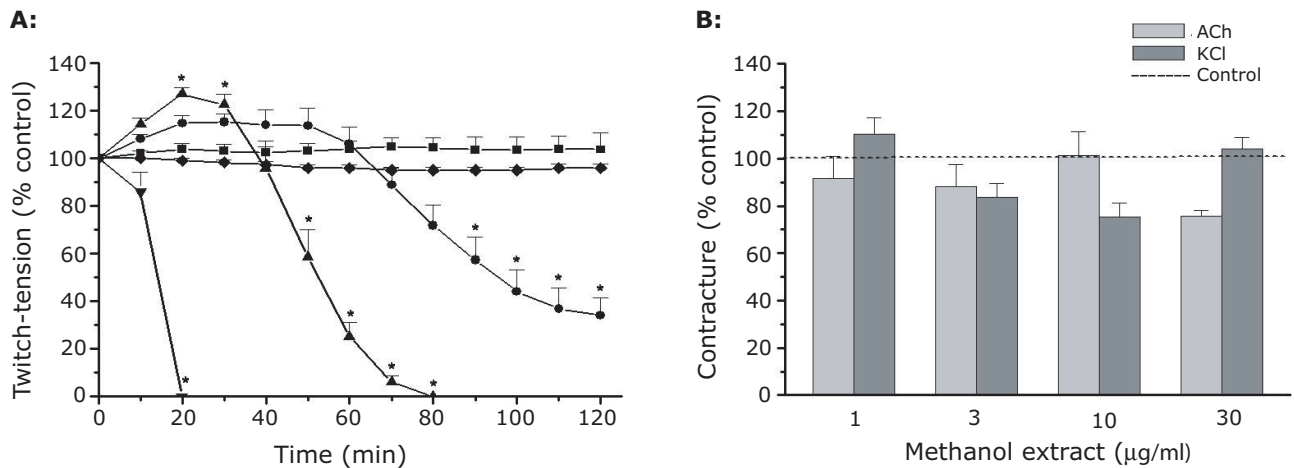 A:
Twitch-tension (% control)
140
120
100
80
60
40
20
0
* * * * * * * * * * *
0 20 40 60 80 100 120
Time (min)
B:
ACh
KCl
Control
Contracture (% control)
140
120
100
80
60
40
20
0
1 3 10 30
Methanol extract (μg/ml)